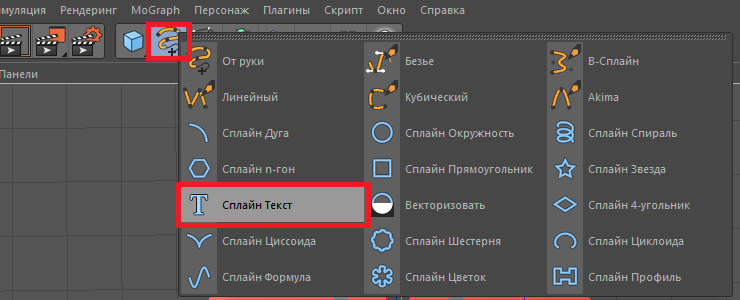 муляция Рендеринг MoGraph Персонаж Плагины Скрипт Окно Справка
Панели
От руки Безье B-Сплайн
Линейный Кубический Akima
Сплайн Дуга Сплайн Окружность Сплайн Спираль
Сплайн n-гон Сплайн Прямоугольник Сплайн Звезда
Сплайн Текст Векторизовать Сплайн 4-угольник
Сплайн Циссоида Сплайн Шестерня Сплайн Циклоида
Сплайн Формула Сплайн Цветок Сплайн Профиль